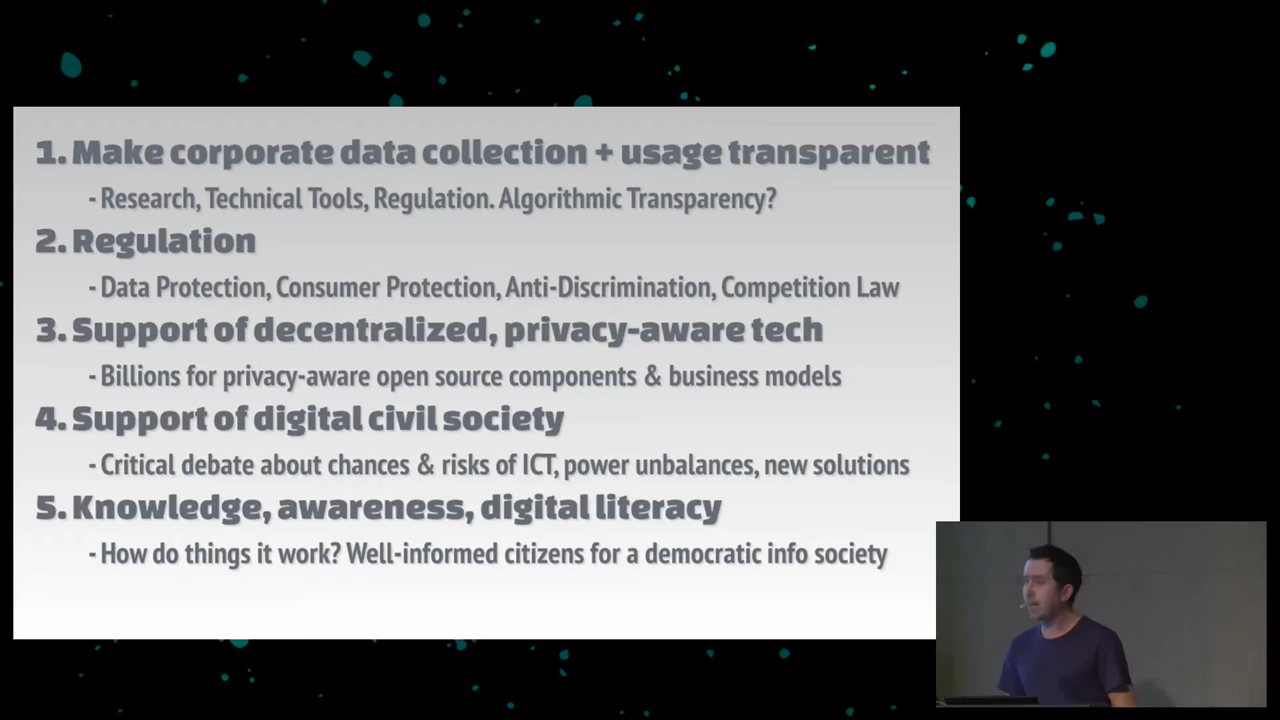 1. Make corporate data collection + usage transparent
- Research, Technical Tools, Regulation. Algorithmic Transparency?
2. Regulation
- Data Protection, Consumer Protection, Anti-Discrimination, Competition Law
3. Support of decentralized, privacy-aware tech
- Billions for privacy-aware open source components & business models
4. Support of digital civil society
- Critical debate about chances & risks of ICT, power unbalances, new solutions
5. Knowledge, awareness, digital literacy
- How do things it work? Well-informed citizens for a democratic info society